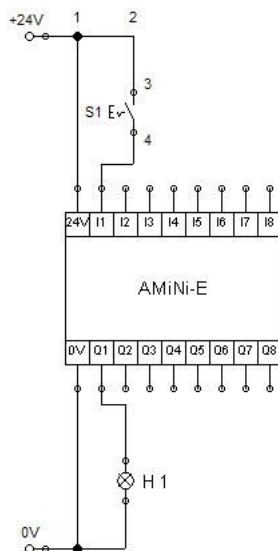 1 2
+24V
3
S1
4
24V I1 I2 I3 I4 I5 I6 I7 I8
AMiNi-E
0V Q1 Q2 Q3 Q4 Q5 Q6 Q7 Q8
H 1
0V